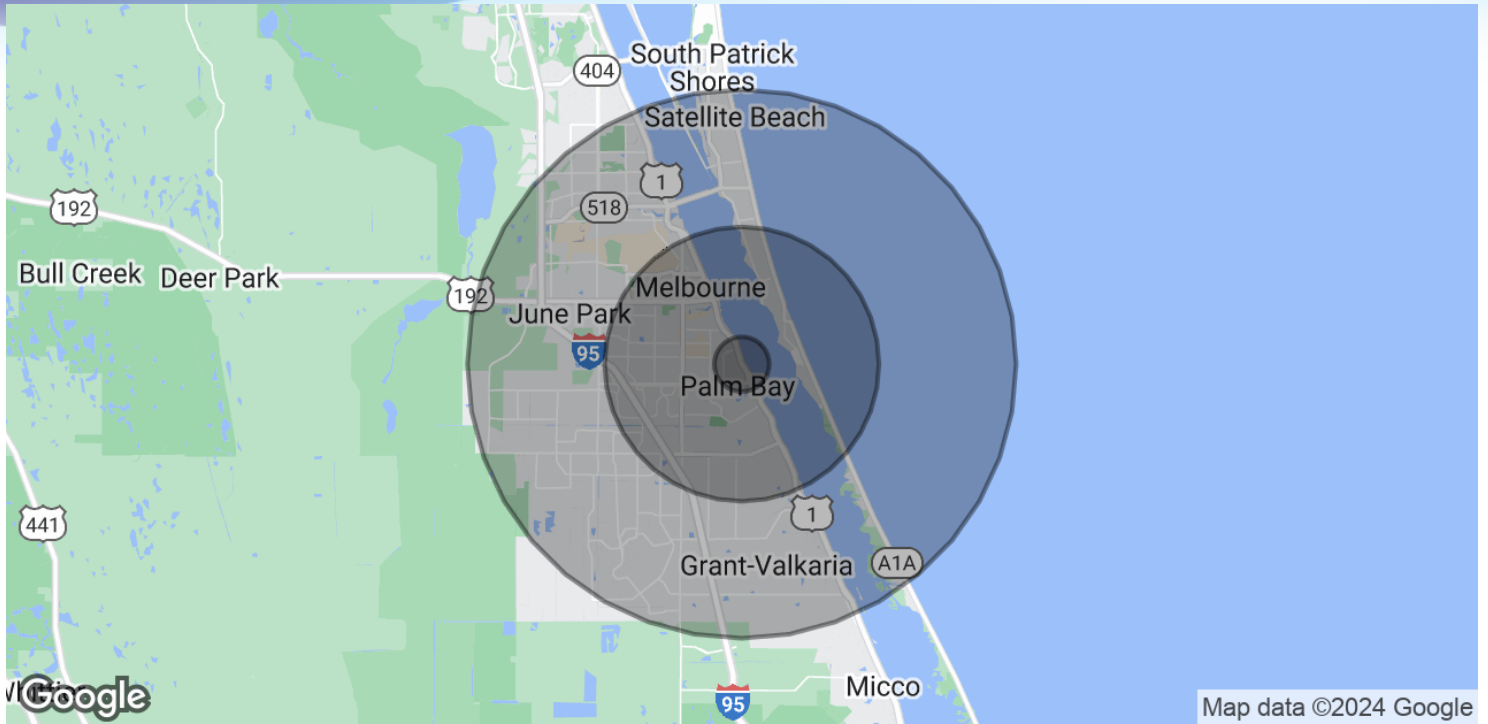 South Patrick
Shores
404
Satellite Beach
1
192
518
Bull Creek
Deer Park
Melbourne
192
June Park
95
Palm Bay
441
1
Grant-Valkaria
A1A
Micco
95
Google
Map data ©2024 Google